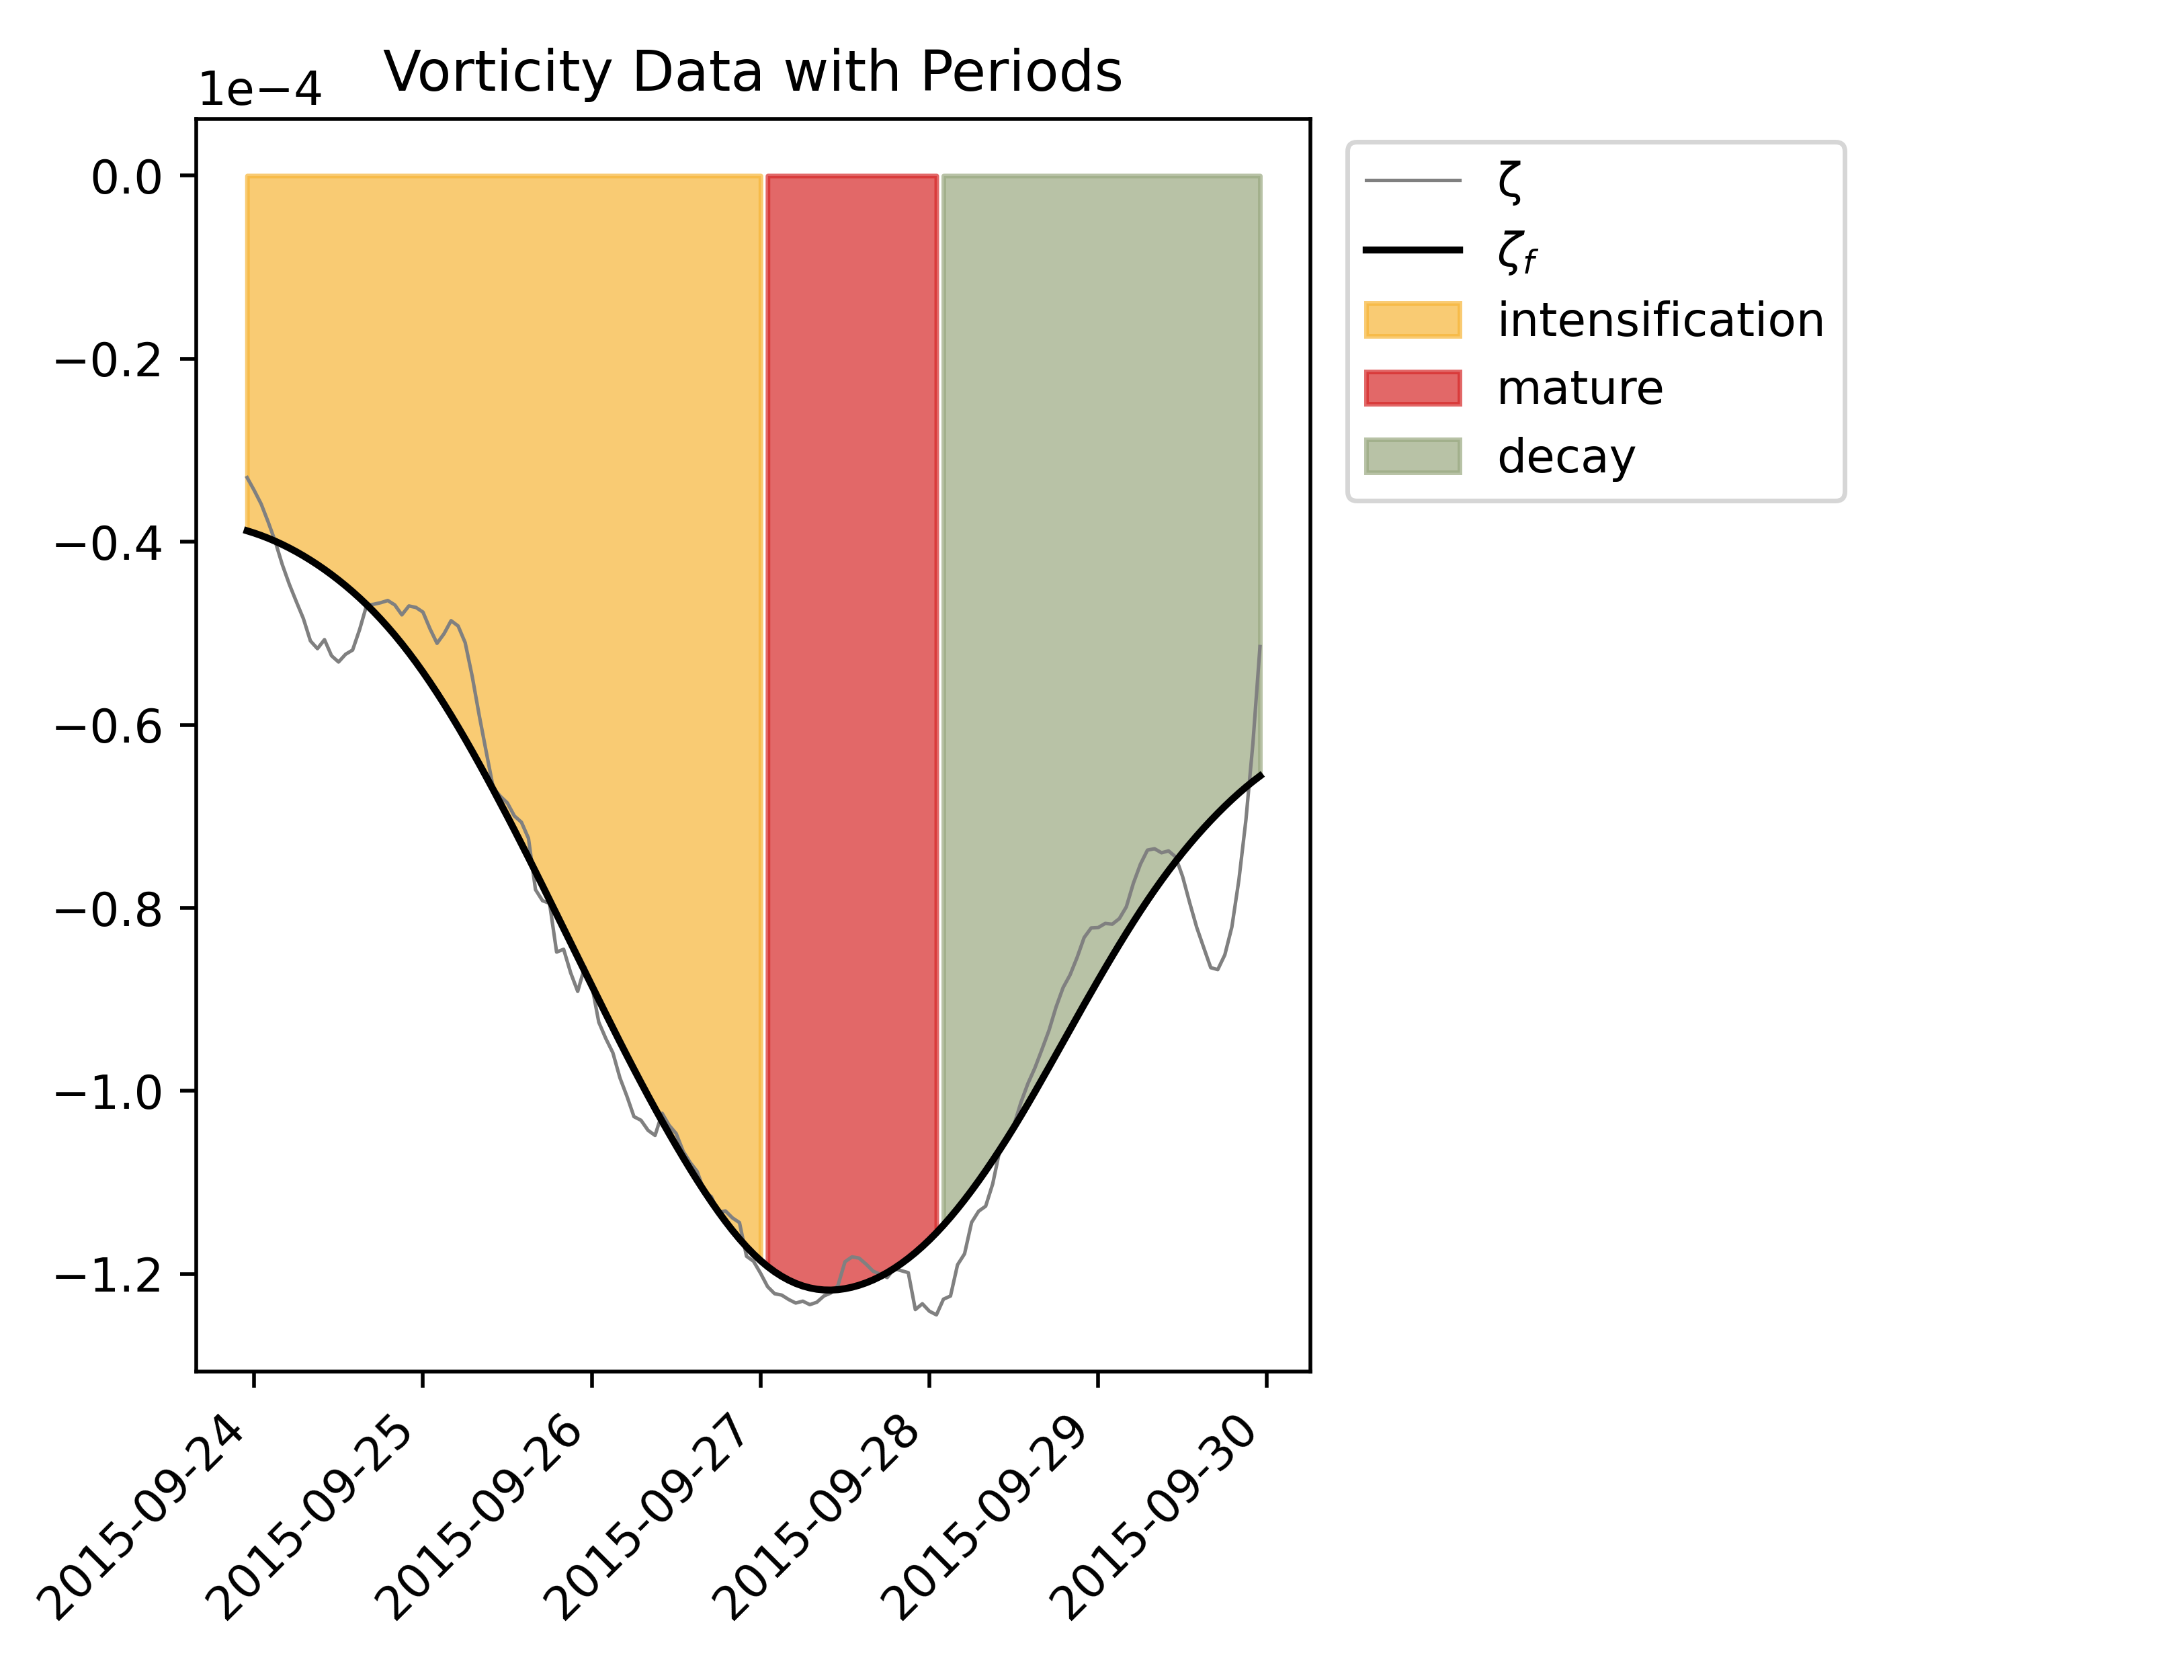 Vorticity Data with Periods
1e−4
0.0
−0.2
−0.4
−0.6
−0.8
−1.0
−1.2
2015-09-24
2015-09-25
2015-09-26
2015-09-27
2015-09-28
2015-09-29
2015-09-30
ζ
ζf
intensification
mature
decay